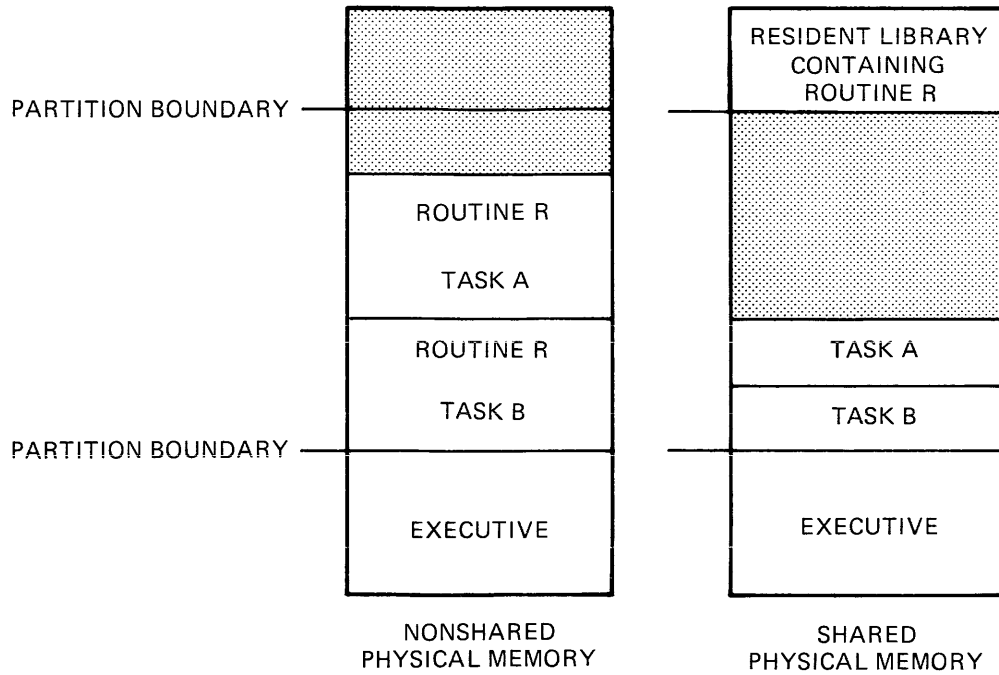 RESIDENT LIBRARY
CONTAINING
ROUTINE R
PARTITION BOUNDARY
ROUTINE R
TASK A
ROUTINE R
TASK A
TASK B
TASK B
PARTITION BOUNDARY
EXECUTIVE
EXECUTIVE
NONSHARED
PHYSICAL MEMORY
SHARED
PHYSICAL MEMORY